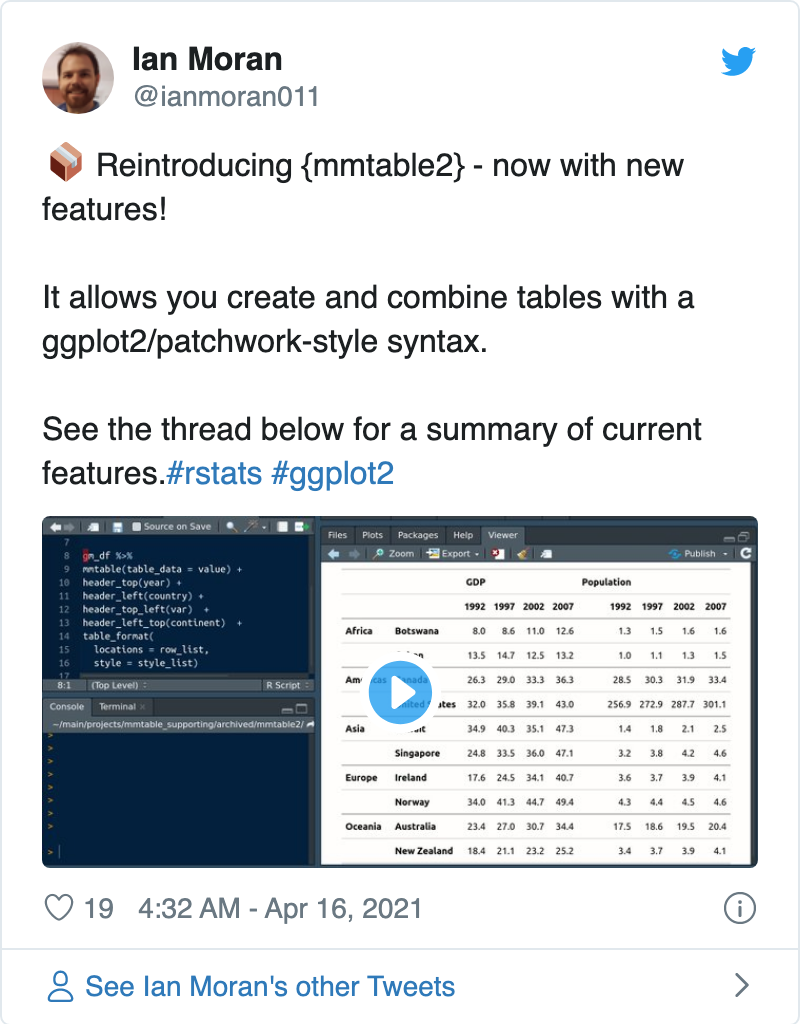 Ian Moran
@ianmoran011
Reintroducing {mmtable2} - now with new
features!
It allows you create and combine tables with a
ggplot2/patchwork-style syntax.
See the thread below for a summary of current
features.#rstats #ggplot2
Source on Save
7
8 gm_df %>%
9 mmtable(table_data = value) +
10 header_top(year) +
11 header_left(country) +
12 header_top_left(var) +
13 header_left_top(continent) +
14 table_format(
15 locations = row_list,
16 style = style_list)
17
8:1 (Top Level) R Script
Console Terminal
~/main/projects/mmtable_supporting/archived/mmtable2/
>
>
>
>
>
>
>
>
>
Files Plots Packages Help Viewer
Zoom Export Publish
GDP Population
1992 1997 2002 2007 1992 1997 2002 2007
Africa Botswana 8.0 8.6 11.0 12.6 1.3 1.5 1.6 1.6
13.5 14.7 12.5 13.2 1.0 1.1 1.3 1.5
26.3 29.0 33.3 36.3 28.5 30.3 31.9 33.4
32.0 35.8 39.1 43.0 256.9 272.9 287.7 301.1
Asia 34.9 40.3 35.1 47.3 1.4 1.8 2.1 2.5
Singapore 24.8 33.5 36.0 47.1 3.2 3.8 4.2 4.6
Europe Ireland 17.6 24.5 34.1 40.7 3.6 3.7 3.9 4.1
Norway 34.0 41.3 44.7 49.4 4.3 4.4 4.5 4.6
Oceania Australia 23.4 27.0 30.7 34.4 17.5 18.6 19.5 20.4
New Zealand 18.4 21.1 23.2 25.2 3.4 3.7 3.9 4.1
19 4:32 AM - Apr 16, 2021
See Ian Moran's other Tweets